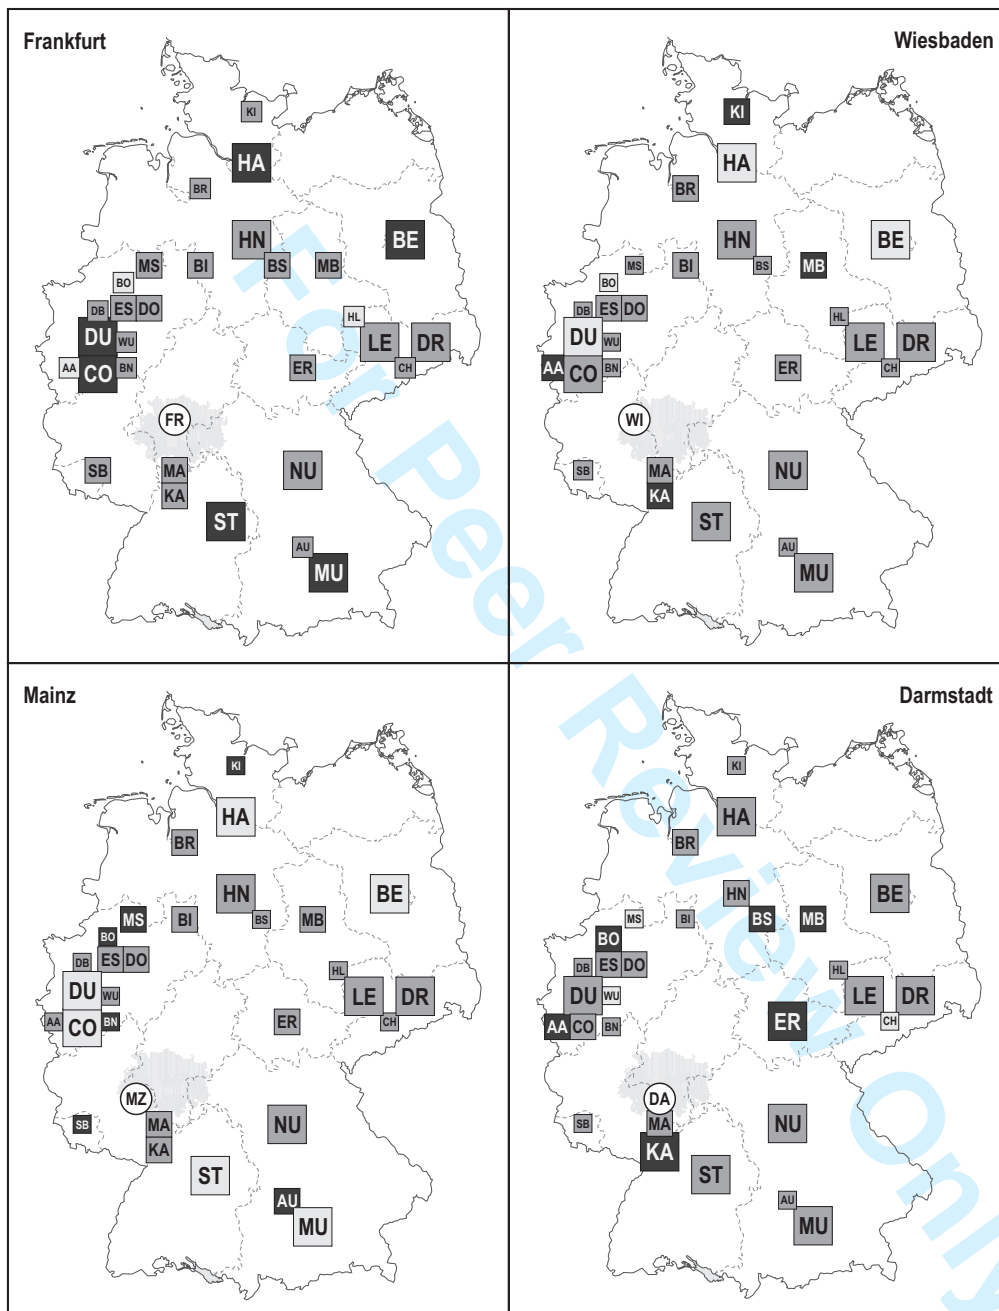 Frankfurt
KI
HA
BR
HN
BE
MS
BI
BS
MB
BO
DB
ES
DO
HL
DU
WU
LE
DR
AA
CO
BN
ER
CH
FR
SB
MA
NU
KA
ST
AU
MU
Wiesbaden
KI
HA
BR
HN
BE
MS
BI
BS
MB
BO
DB
ES
DO
HL
DU
WU
LE
DR
AA
CO
BN
ER
CH
WI
SB
MA
NU
KA
ST
AU
MU
Mainz
KI
HA
BR
HN
BE
MS
BI
BS
MB
BO
DB
ES
DO
HL
DU
WU
LE
DR
AA
CO
BN
ER
CH
MZ
SB
MA
NU
KA
ST
AU
MU
Darmstadt
KI
HA
BR
HN
BE
MS
BI
BS
MB
BO
DB
ES
DO
HL
DU
WU
LE
DR
AA
CO
BN
ER
CH
DA
SB
MA
NU
KA
ST
AU
MU
For Peer Review Only